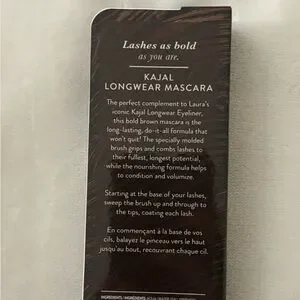 Lashes as bold
as you are.
KAJAL
LONGWEAR MASCARA
The perfect complement to Laura's
iconic Kajal Longwear Eyeliner,
this bold brown mascara is the
long-lasting, do-it-all formula that
won't quit! The specially molded
brush grips and combs lashes to
their fullest, longest potential,
while the nourishing formula helps
to condition and volumize.
Starting at the base of your lashes,
sweep the brush up and through to
the tips, coating each lash.
En commençant à la base de vos
cils, balayez le pinceau vers le haut
jusqu'au bout, recouvrant chaque cil.
INGREDIENTS / INGRÉDIENTS: